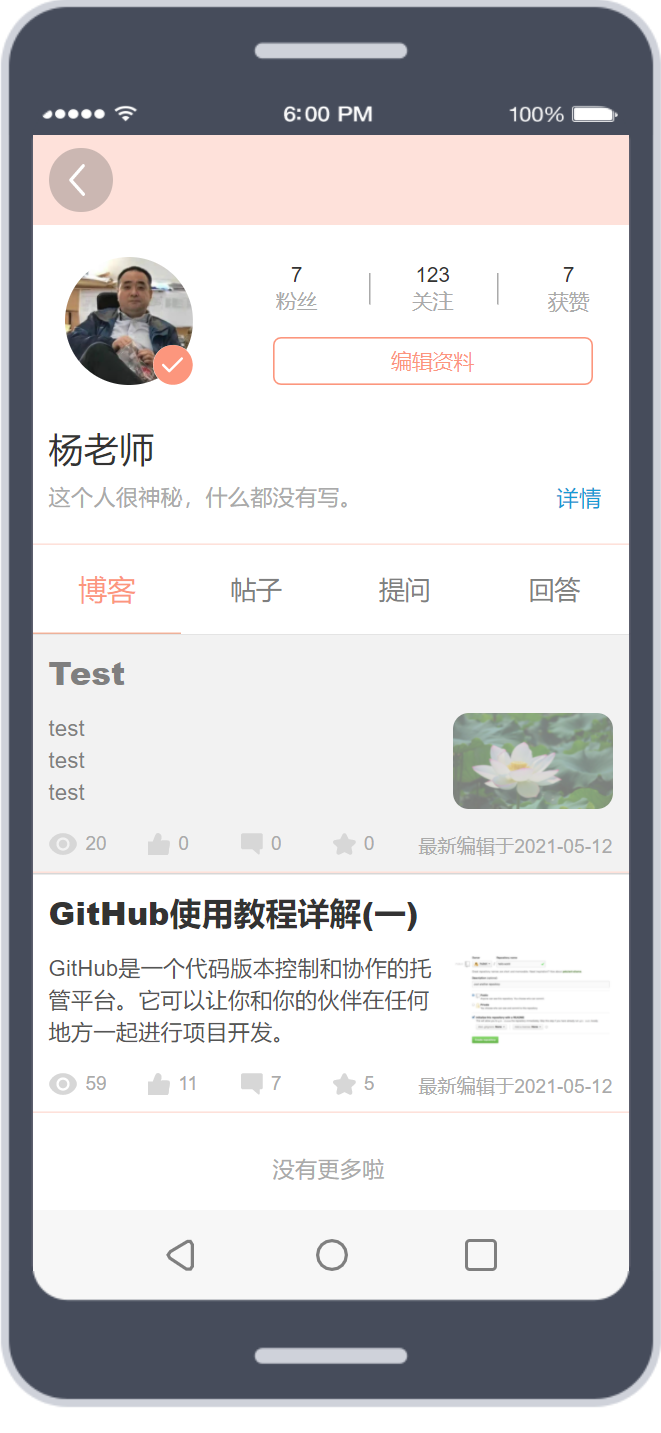 6:00 PM 100%
7 123 7
粉丝 关注 获赞
编辑资料
杨老师
这个人很神秘，什么都没有写。 详情
博客 帖子 提问 回答
Test
test
test
test
20 0 0 0 最新编辑于2021-05-12
GitHub使用教程详解(一)
GitHub是一个代码版本控制和协作的托
管平台。它可以让你和你的伙伴在任何
地方一起进行项目开发。
59 11 7 5 最新编辑于2021-05-12
没有更多啦